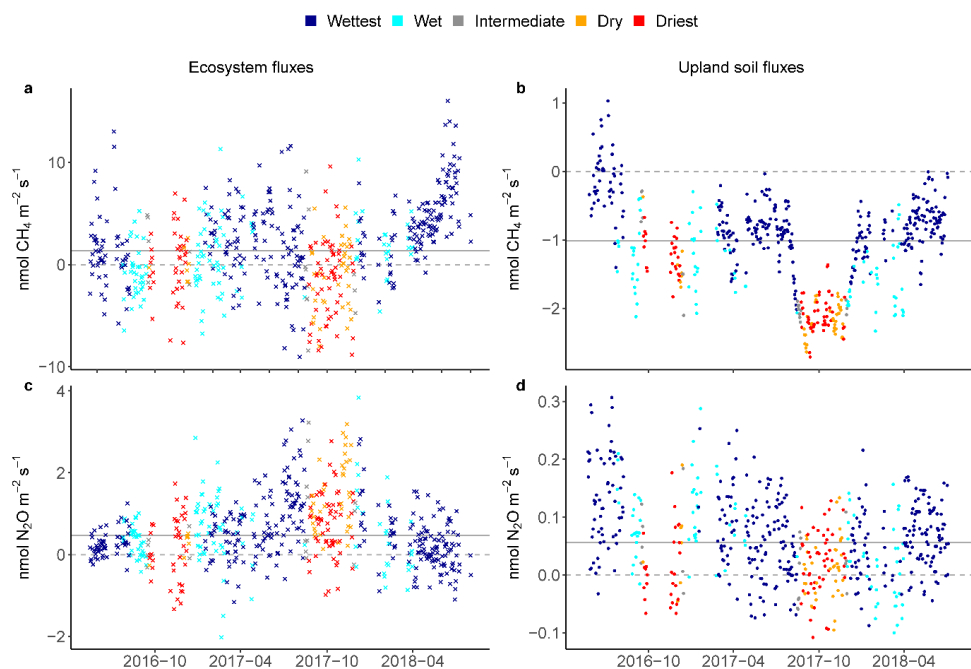 Wettest Wet Intermediate Dry Driest
Ecosystem fluxes Upland soil fluxes
a
nmol CH₄ m⁻² s⁻¹
10
0
−10
b
nmol CH₄ m⁻² s⁻¹
1
0
−1
−2
c
nmol N₂O m⁻² s⁻¹
4
2
0
−2
2016−10 2017−04 2017−10 2018−04
d
nmol N₂O m⁻² s⁻¹
0.3
0.2
0.1
0.0
−0.1
2016−10 2017−04 2017−10 2018−04